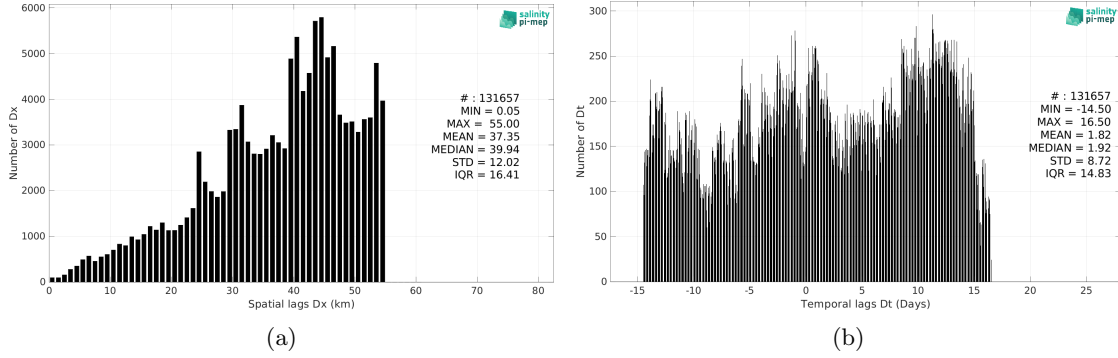 salinity
pi-mep
6000
5000
4000
3000
2000
1000
0
Number of Dx
# : 131657
MIN = 0.05
MAX = 55.00
MEAN = 37.35
MEDIAN = 39.94
STD = 12.02
IQR = 16.41
0 10 20 30 40 50 60 70 80
Spatial lags Dx (km)
(a)
salinity
pi-mep
300
250
200
150
100
50
0
Number of Dt
# : 131657
MIN = -14.50
MAX = 16.50
MEAN = 1.82
MEDIAN = 1.92
STD = 8.72
IQR = 14.83
-15 -10 -5 0 5 10 15 20 25
Temporal lags Dt (Days)
(b)